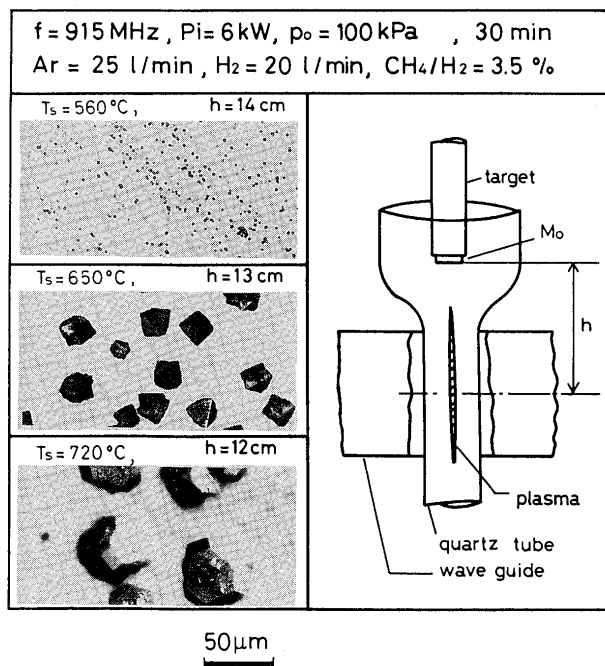 f = 915 MHz , Pi = 6 kW, po = 100 kPa , 30 min
Ar = 25 l/min , H2 = 20 l/min, CH4/H2 = 3.5 %
Ts = 560°C, h = 14 cm
Ts = 650°C, h = 13 cm
Ts = 720°C, h = 12cm
target
Mo
h
plasma
quartz tube
wave guide
50μm